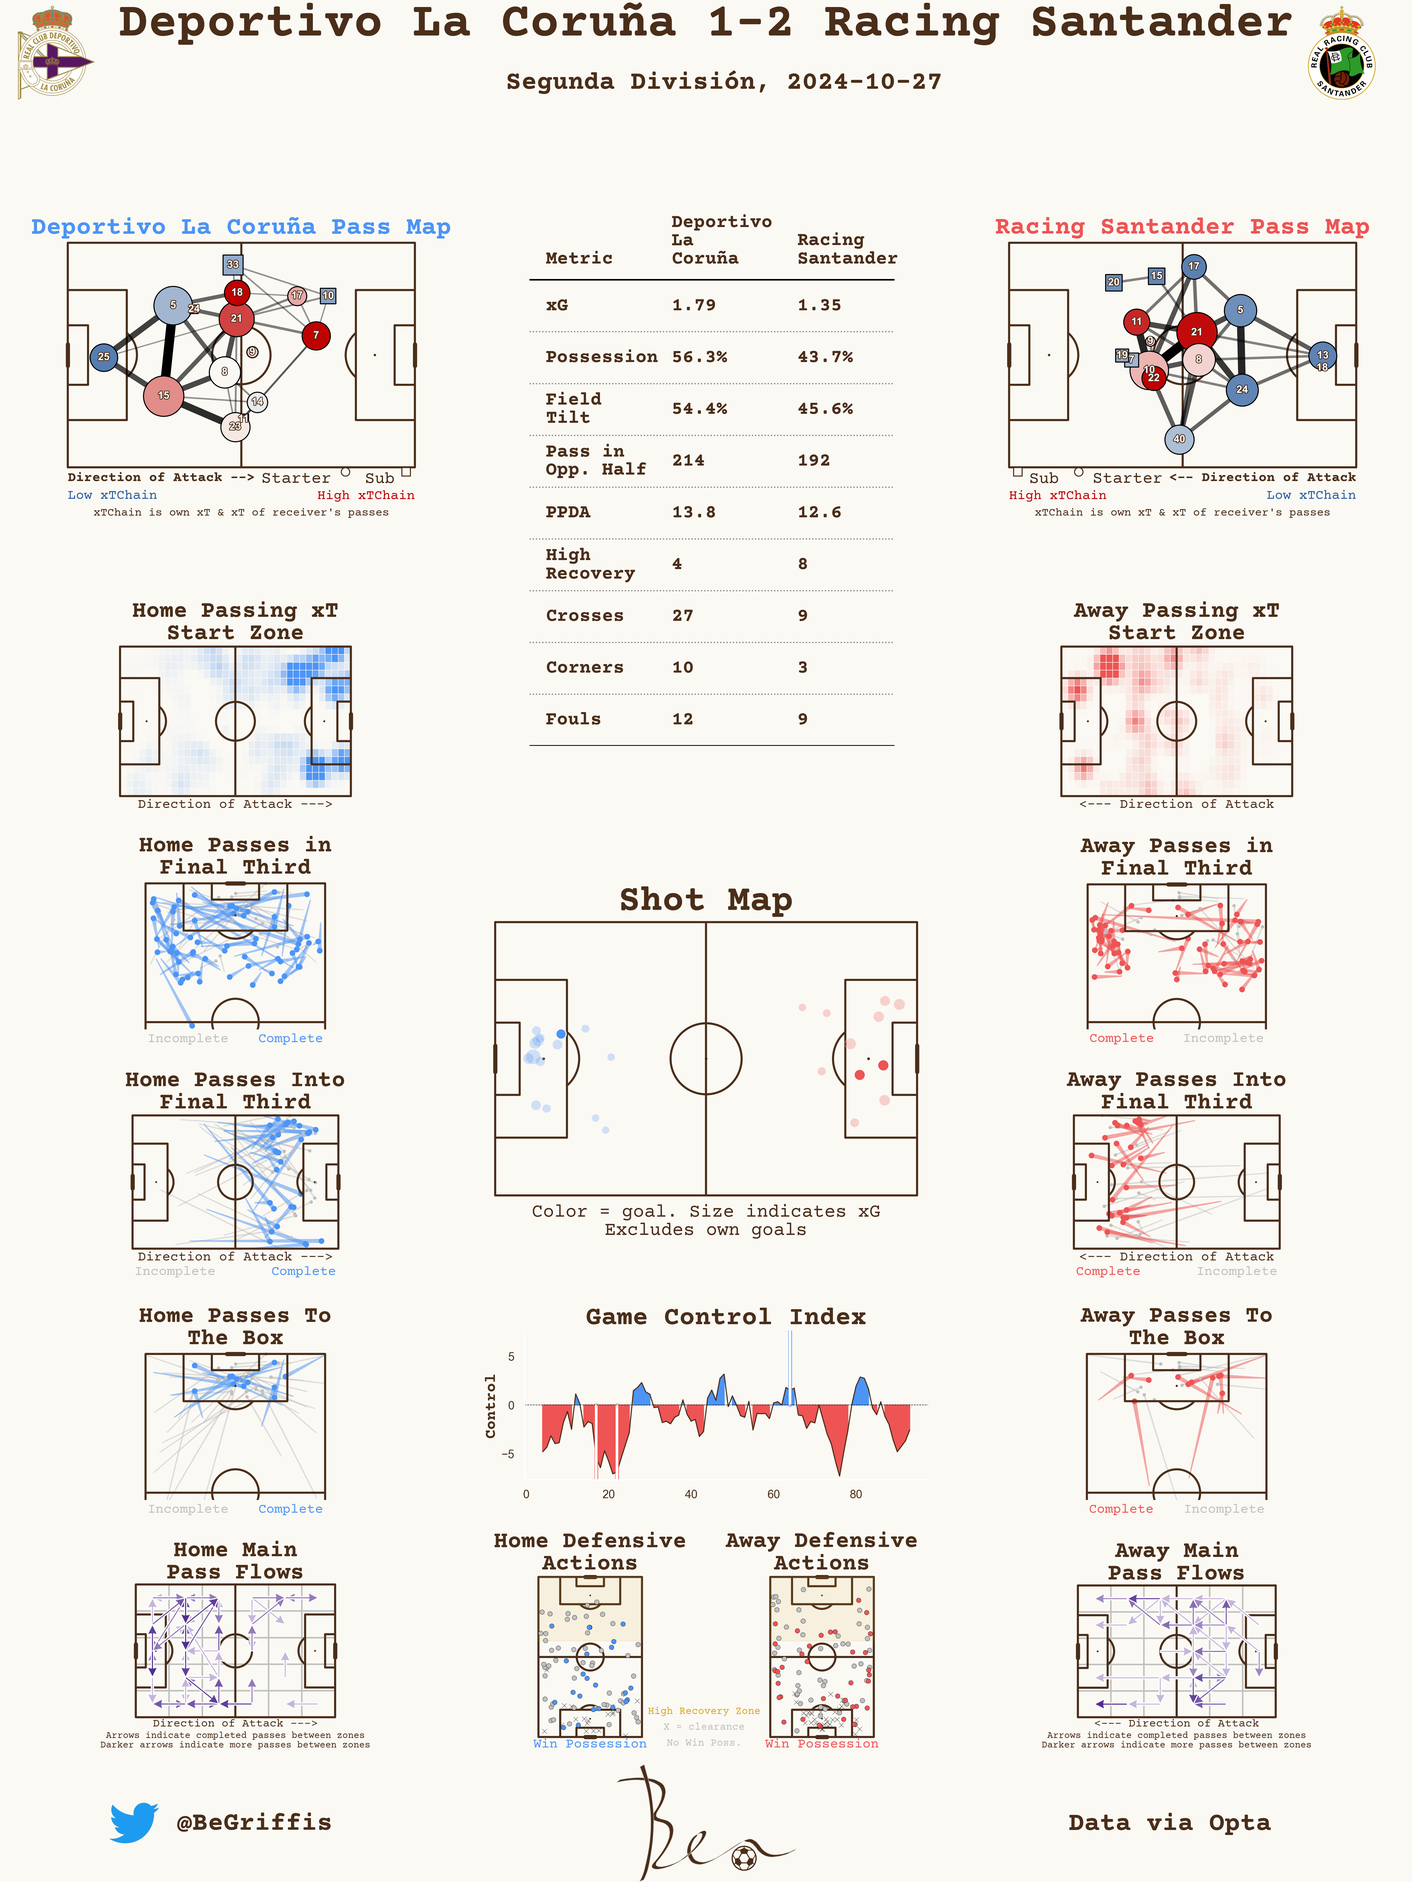 Deportivo La Coruña 1-2 Racing Santander
Segunda División, 2024-10-27
REAL CLUB DEPORTIVO
LA CORUÑA
REAL RACING CLUB
SANTANDER
Deportivo La Coruña Pass Map
33
18
17
10
5
24
21
7
9
25
8
15
14
11
23
Direction of Attack --> Starter Sub
Low xTChain High xTChain
xTChain is own xT & xT of receiver's passes
Metric Deportivo La Coruña Racing Santander
xG 1.79 1.35
Possession 56.3% 43.7%
Field Tilt 54.4% 45.6%
Pass in Opp. Half 214 192
PPDA 13.8 12.6
High Recovery 4 8
Crosses 27 9
Corners 10 3
Fouls 12 9
Racing Santander Pass Map
17
15
20
5
11
21
9
19
7
8
13
18
10
22
24
40
Sub Starter <-- Direction of Attack
High xTChain Low xTChain
xTChain is own xT & xT of receiver's passes
Home Passing xT
Start Zone
Direction of Attack --->
Away Passing xT
Start Zone
<--- Direction of Attack
Home Passes in
Final Third
Incomplete Complete
Away Passes in
Final Third
Complete Incomplete
Shot Map
Color = goal. Size indicates xG
Excludes own goals
Home Passes Into
Final Third
Direction of Attack --->
Incomplete Complete
Away Passes Into
Final Third
<--- Direction of Attack
Complete Incomplete
Home Passes To
The Box
Incomplete Complete
Game Control Index
Control
5
0
−5
0 20 40 60 80
Away Passes To
The Box
Complete Incomplete
Home Main
Pass Flows
Direction of Attack --->
Arrows indicate completed passes between zones
Darker arrows indicate more passes between zones
Home Defensive
Actions
Win Possession
High Recovery Zone
X = clearance
No Win Poss.
Away Defensive
Actions
Win Possession
Away Main
Pass Flows
<--- Direction of Attack
Arrows indicate completed passes between zones
Darker arrows indicate more passes between zones
@BeGriffis
Ben
Data via Opta